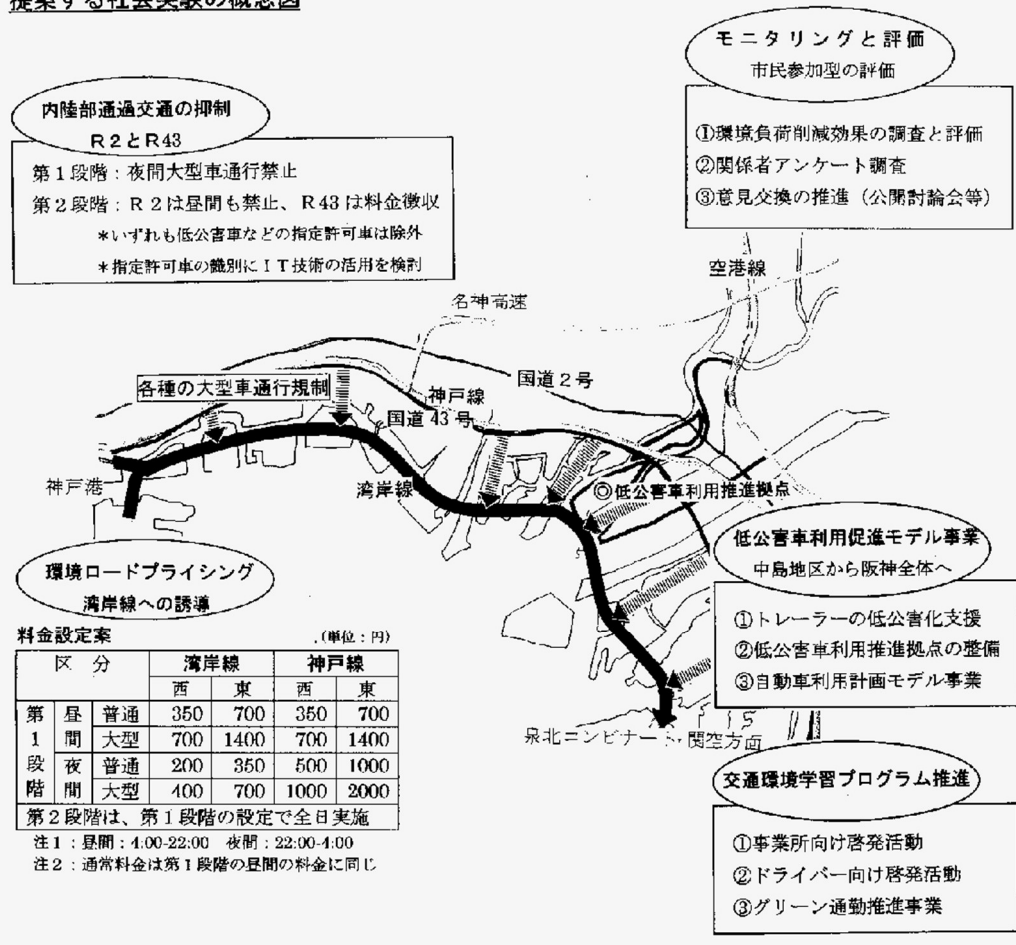 提案する社会実験の概念図
モニタリングと評価
市民参加型の評価
①環境負荷削減効果の調査と評価
②関係者アンケート調査
③意見交換の推進（公開討論会等）
内陸部通過交通の抑制
R2とR43
第1段階：夜間大型車通行禁止
第2段階：R2は昼間も禁止、R43は料金徴収
＊いずれも低公害車などの指定許可車は除外
＊指定許可車の識別にIT技術の活用を検討
空港線
名神高速
国道2号
各種の大型車通行規制
神戸線
国道43号
神戸港
湾岸線
◎低公害車利用推進拠点
低公害車利用促進モデル事業
中島地区から阪神全体へ
①トレーラーの低公害化支援
②低公害車利用推進拠点の整備
③自動車利用計画モデル事業
泉北コンビナート・関空方面
環境ロードプライシング
湾岸線への誘導
料金設定案 （単位：円）
区分 湾岸線 神戸線
西 東 西 東
第1段階 昼間 普通 350 700 350 700
大型 700 1400 700 1400
夜間 普通 200 350 500 1000
大型 400 700 1000 2000
第2段階は、第1段階の設定で全日実施
注1：昼間：4:00-22:00 夜間：22:00-4:00
注2：通常料金は第1段階の昼間の料金に同じ
交通環境学習プログラム推進
①事業所向け啓発活動
②ドライバー向け啓発活動
③グリーン通勤推進事業